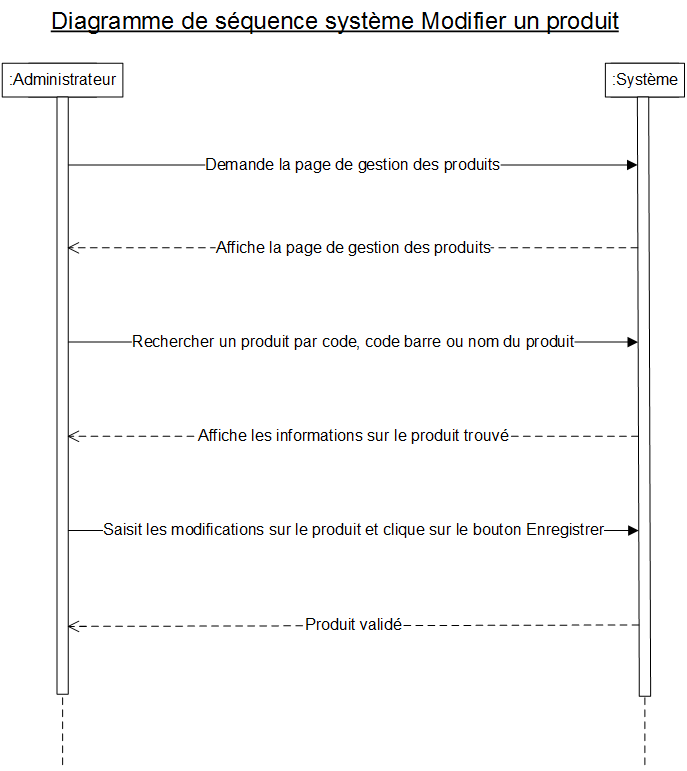 Diagramme de séquence système Modifier un produit
:Administrateur
:Système
Demande la page de gestion des produits
Affiche la page de gestion des produits
Rechercher un produit par code, code barre ou nom du produit
Affiche les informations sur le produit trouvé
Saisit les modifications sur le produit et clique sur le bouton Enregistrer
Produit validé